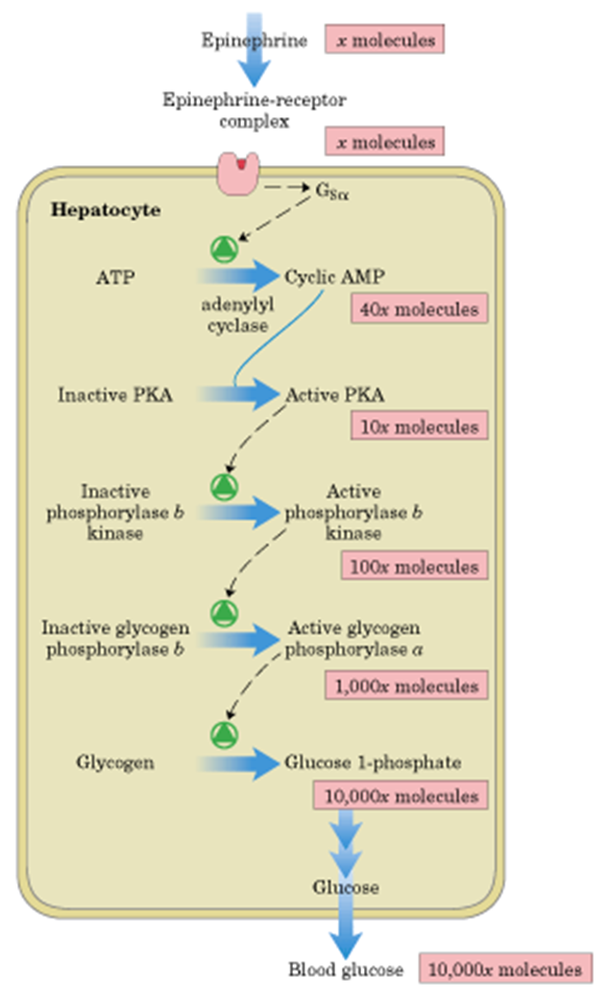 Epinephrine
x molecules
Epinephrine-receptor
complex
x molecules
GSα
Hepatocyte
ATP
Cyclic AMP
adenylyl
cyclase
40x molecules
Inactive PKA
Active PKA
10x molecules
Inactive
phosphorylase b
kinase
Active
phosphorylase b
kinase
100x molecules
Inactive glycogen
phosphorylase b
Active glycogen
phosphorylase a
1,000x molecules
Glycogen
Glucose 1-phosphate
10,000x molecules
Glucose
Blood glucose
10,000x molecules